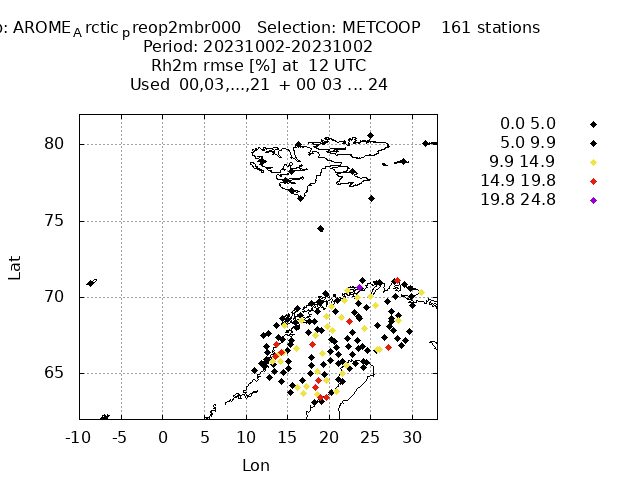 p: AROME_Arctic_preop2mbr000 Selection: METCOOP 161 stations
Period: 20231002-20231002
Rh2m rmse [%] at 12 UTC
Used 00,03,...,21 + 00 03 ... 24
0.0 5.0
5.0 9.9
9.9 14.9
14.9 19.8
19.8 24.8
80
75
70
65
Lat
-10 -5 0 5 10 15 20 25 30
Lon